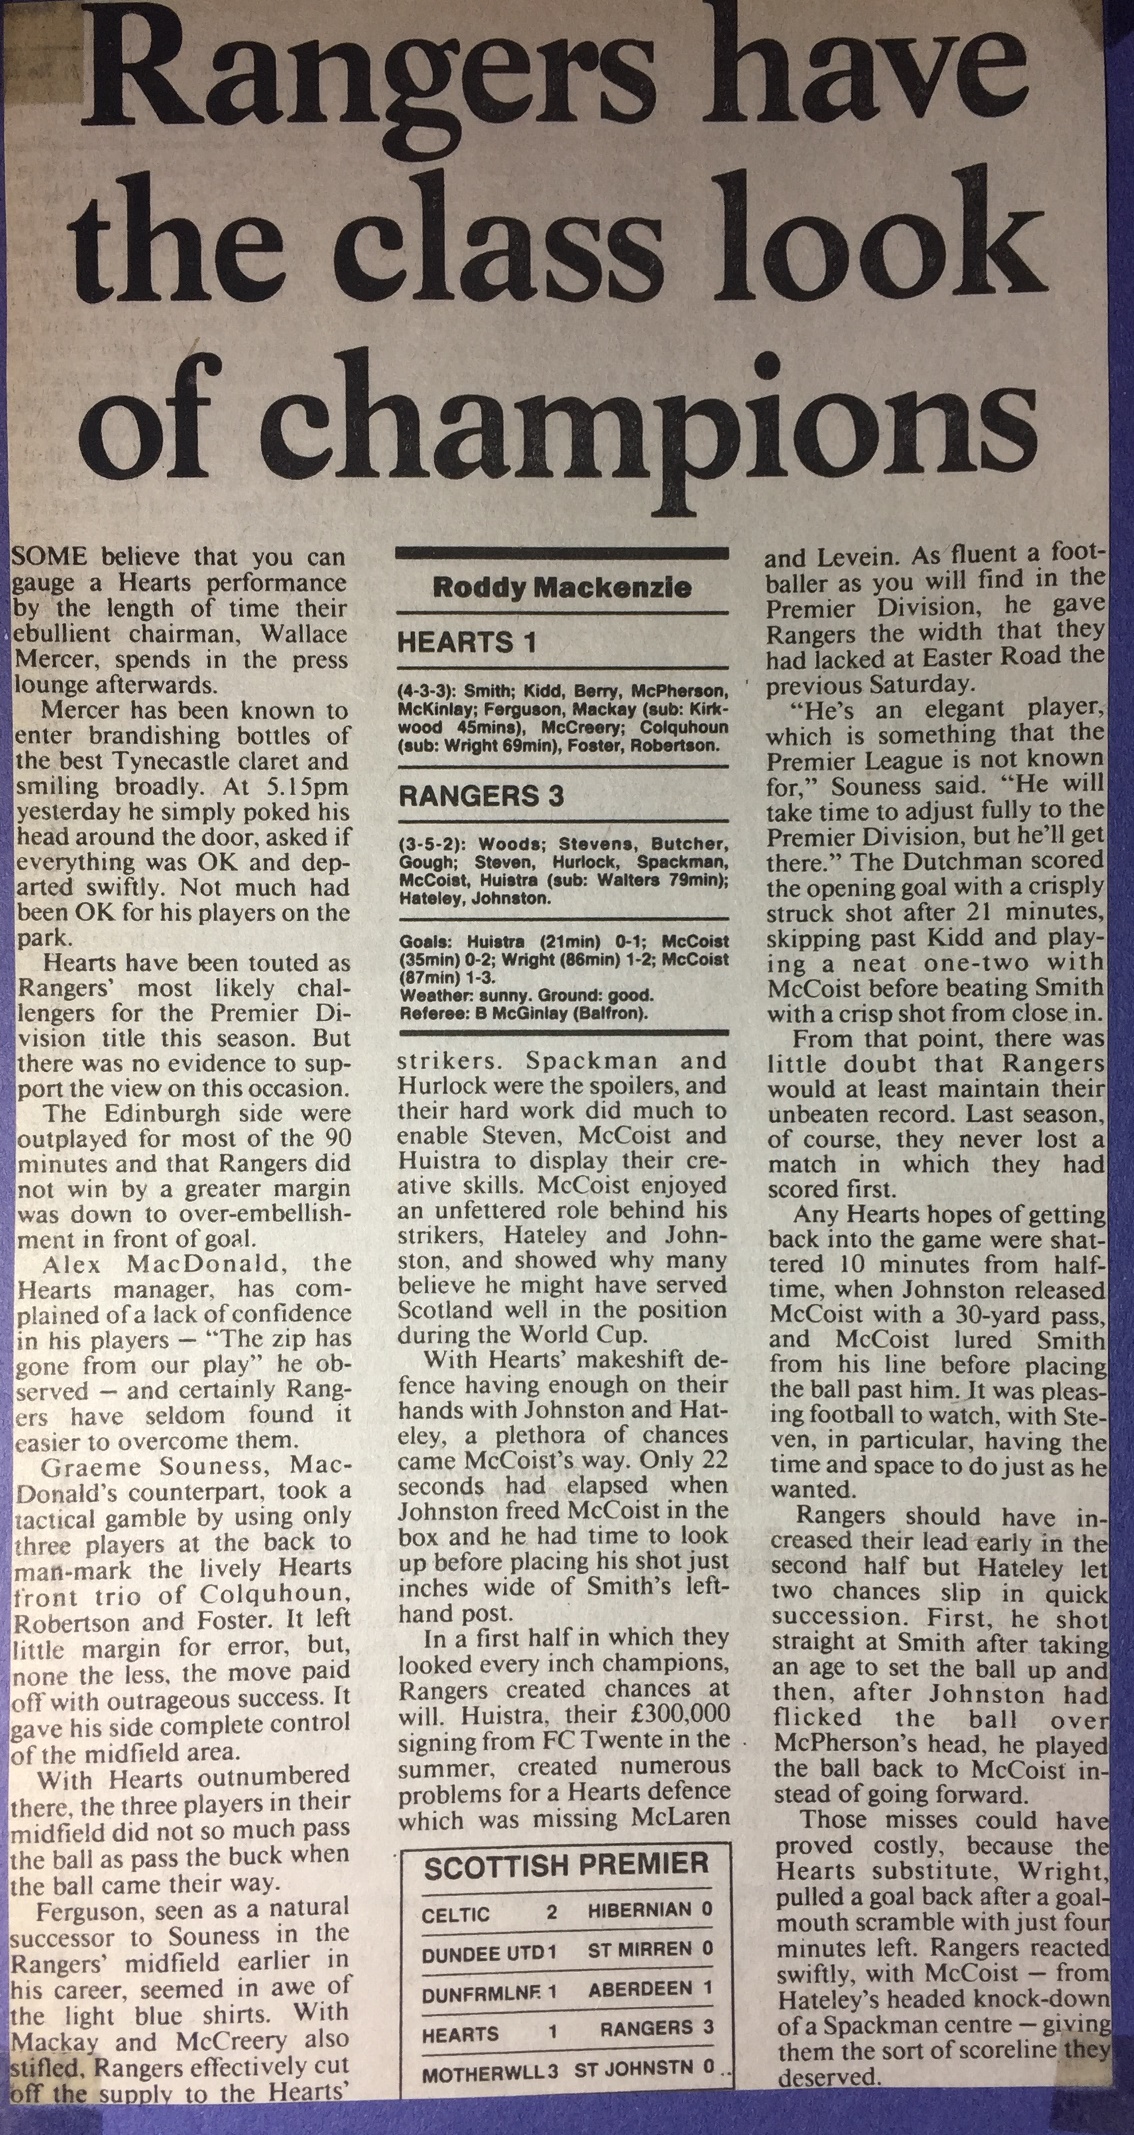 Rangers have
the class look
of champions
SOME believe that you can
gauge a Hearts performance
by the length of time their
ebullient chairman, Wallace
Mercer, spends in the press
lounge afterwards.
Mercer has been known to
enter brandishing bottles of
the best Tynecastle claret and
smiling broadly. At 5.15pm
yesterday he simply poked his
head around the door, asked if
everything was OK and dep-
arted swiftly. Not much had
been OK for his players on the
park.
Hearts have been touted as
Rangers' most likely chal-
lengers for the Premier Di-
vision title this season. But
there was no evidence to sup-
port the view on this occasion.
The Edinburgh side were
outplayed for most of the 90
minutes and that Rangers did
not win by a greater margin
was down to over-embellish-
ment in front of goal.
Alex MacDonald, the
Hearts manager, has com-
plained of a lack of confidence
in his players — “The zip has
gone from our play” he ob-
served — and certainly Rang-
ers have seldom found it
easier to overcome them.
Graeme Souness, Mac-
Donald's counterpart, took a
tactical gamble by using only
three players at the back to
man-mark the lively Hearts
front trio of Colquhoun,
Robertson and Foster. It left
little margin for error, but,
none the less, the move paid
off with outrageous success. It
gave his side complete control
of the midfield area.
With Hearts outnumbered
there, the three players in their
midfield did not so much pass
the ball as pass the buck when
the ball came their way.
Ferguson, seen as a natural
successor to Souness in the
Rangers' midfield earlier in
his career, seemed in awe of
the light blue shirts. With
Mackay and McCreery also
stifled, Rangers effectively cut
off the supply to the Hearts'
Roddy Mackenzie
HEARTS 1
(4-3-3): Smith; Kidd, Berry, McPherson,
McKinlay; Ferguson, Mackay (sub: Kirk-
wood 45mins), McCreery; Colquhoun
(sub: Wright 69min), Foster, Robertson.
RANGERS 3
(3-5-2): Woods; Stevens, Butcher,
Gough; Steven, Hurlock, Spackman,
McCoist, Huistra (sub: Walters 79min);
Hateley, Johnston.
Goals: Huistra (21min) 0-1; McCoist
(35min) 0-2; Wright (86min) 1-2; McCoist
(87min) 1-3.
Weather: sunny. Ground: good.
Referee: B McGinlay (Balfron).
strikers. Spackman and
Hurlock were the spoilers, and
their hard work did much to
enable Steven, McCoist and
Huistra to display their cre-
ative skills. McCoist enjoyed
an unfettered role behind his
strikers, Hateley and John-
ston, and showed why many
believe he might have served
Scotland well in the position
during the World Cup.
With Hearts' makeshift de-
fence having enough on their
hands with Johnston and Hat-
eley, a plethora of chances
came McCoist's way. Only 22
seconds had elapsed when
Johnston freed McCoist in the
box and he had time to look
up before placing his shot just
inches wide of Smith's left-
hand post.
In a first half in which they
looked every inch champions,
Rangers created chances at
will. Huistra, their £300,000
signing from FC Twente in the
summer, created numerous
problems for a Hearts defence
which was missing McLaren
SCOTTISH PREMIER
CELTIC 2 HIBERNIAN 0
DUNDEE UTD 1 ST MIRREN 0
DUNFRMLNE 1 ABERDEEN 1
HEARTS 1 RANGERS 3
MOTHERWLL 3 ST JOHNSTN 0
and Levein. As fluent a foot-
baller as you will find in the
Premier Division, he gave
Rangers the width that they
had lacked at Easter Road the
previous Saturday.
“He's an elegant player,
which is something that the
Premier League is not known
for,” Souness said. “He will
take time to adjust fully to the
Premier Division, but he'll get
there.” The Dutchman scored
the opening goal with a crisply
struck shot after 21 minutes,
skipping past Kidd and play-
ing a neat one-two with
McCoist before beating Smith
with a crisp shot from close in.
From that point, there was
little doubt that Rangers
would at least maintain their
unbeaten record. Last season,
of course, they never lost a
match in which they had
scored first.
Any Hearts hopes of getting
back into the game were shat-
tered 10 minutes from half-
time, when Johnston released
McCoist with a 30-yard pass,
and McCoist lured Smith
from his line before placing
the ball past him. It was pleas-
ing football to watch, with Ste-
ven, in particular, having the
time and space to do just as he
wanted.
Rangers should have in-
creased their lead early in the
second half but Hateley let
two chances slip in quick
succession. First, he shot
straight at Smith after taking
an age to set the ball up and
then, after Johnston had
flicked the ball over
McPherson's head, he played
the ball back to McCoist in-
stead of going forward.
Those misses could have
proved costly, because the
Hearts substitute, Wright,
pulled a goal back after a goal-
mouth scramble with just four
minutes left. Rangers reacted
swiftly, with McCoist — from
Hateley's headed knock-down
of a Spackman centre — giving
them the sort of scoreline they
deserved.